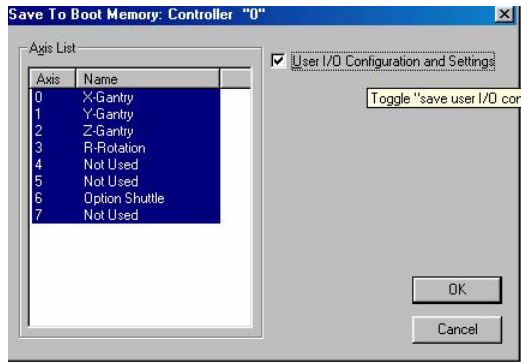 Save To Boot Memory: Controller "0"
Axis List
User I/O Configuration and Settings
Axis Name
0 X-Gantry
1 Y-Gantry
2 Z-Gantry
3 R-Rotation
4 Not Used
5 Not Used
6 Option Shuttle
7 Not Used
Toggle "save user I/O con
OK
Cancel